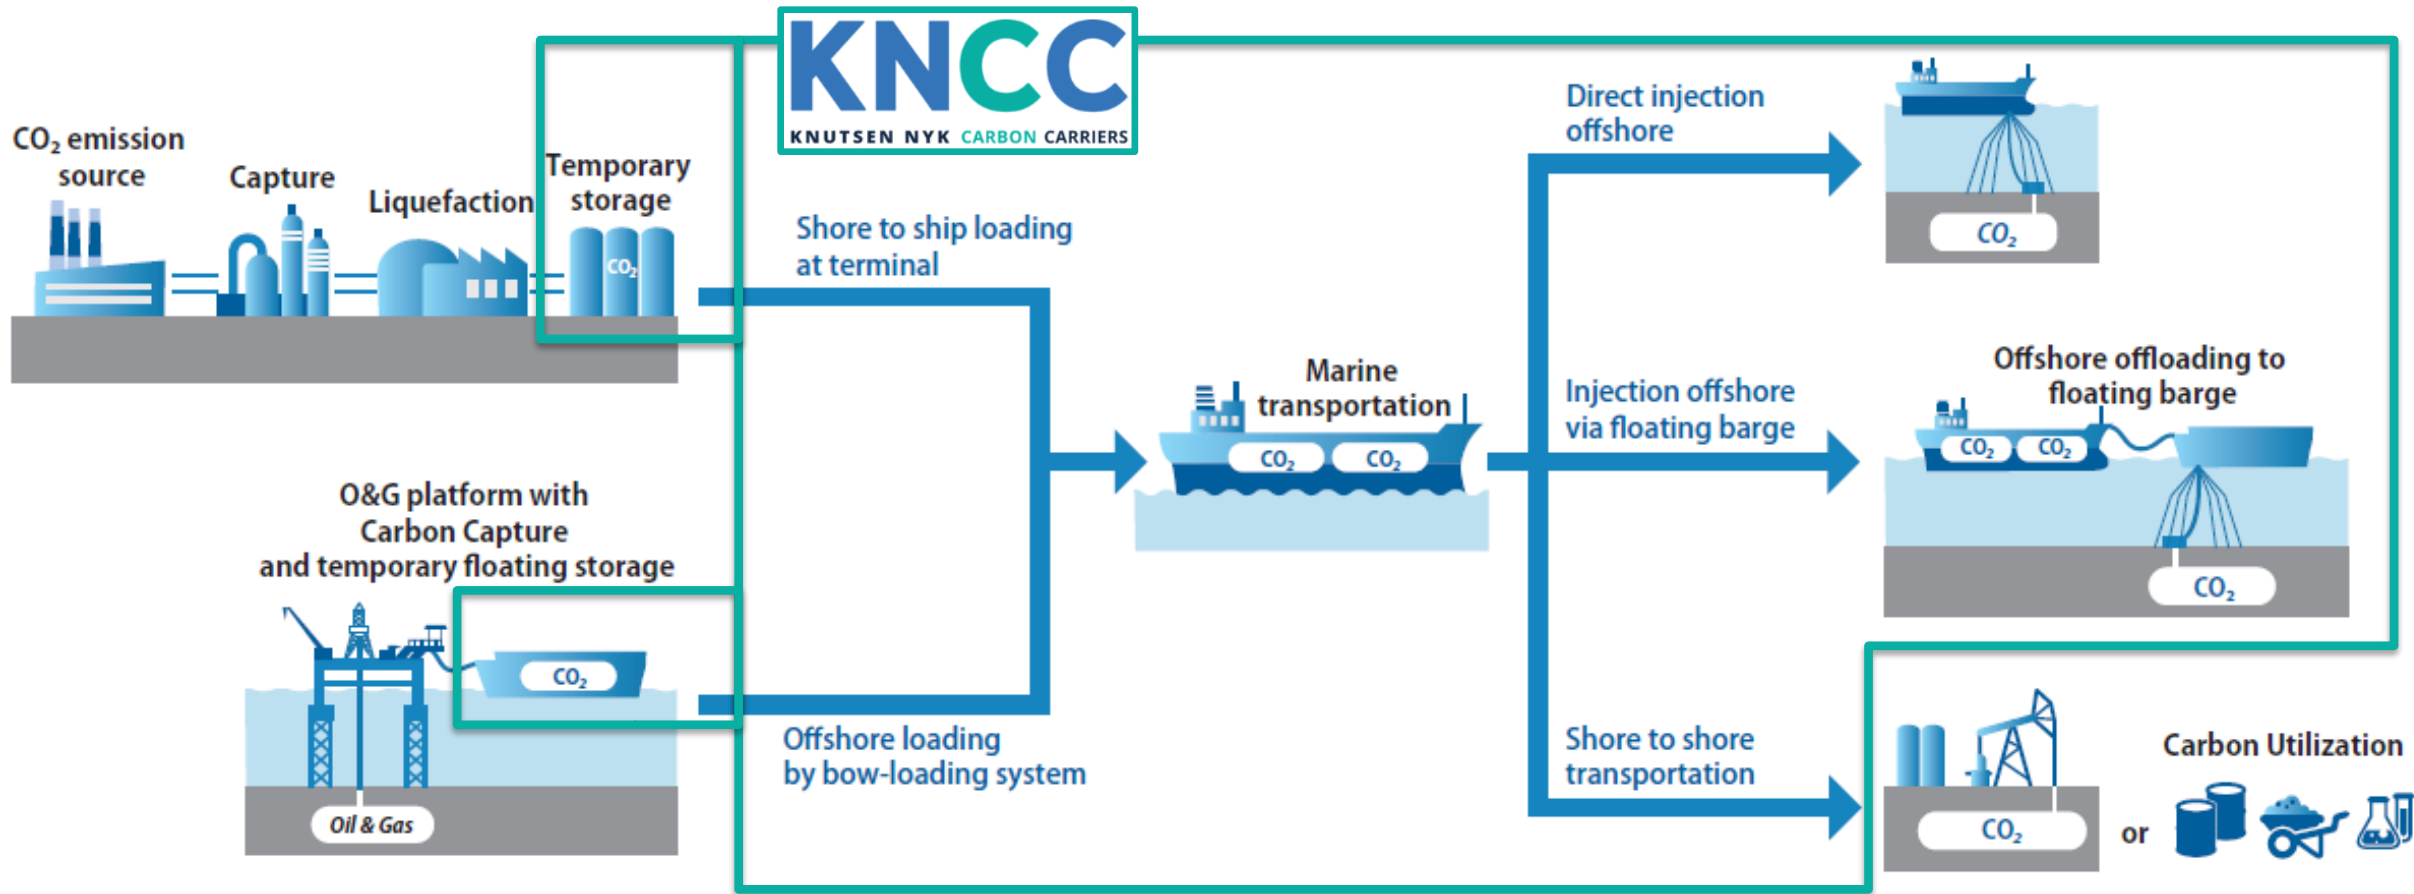 KNCC
KNUTSEN NYK CARBON CARRIERS
CO₂ emission
source
Capture
Liquefaction
Temporary
storage
CO₂
Shore to ship loading
at terminal
O&G platform with
Carbon Capture
and temporary floating storage
CO₂
Oil & Gas
Offshore loading
by bow-loading system
Marine
transportation
CO₂
CO₂
Direct injection
offshore
CO₂
Injection offshore
via floating barge
Offshore offloading to
floating barge
CO₂
CO₂
CO₂
Shore to shore
transportation
CO₂
or
Carbon Utilization